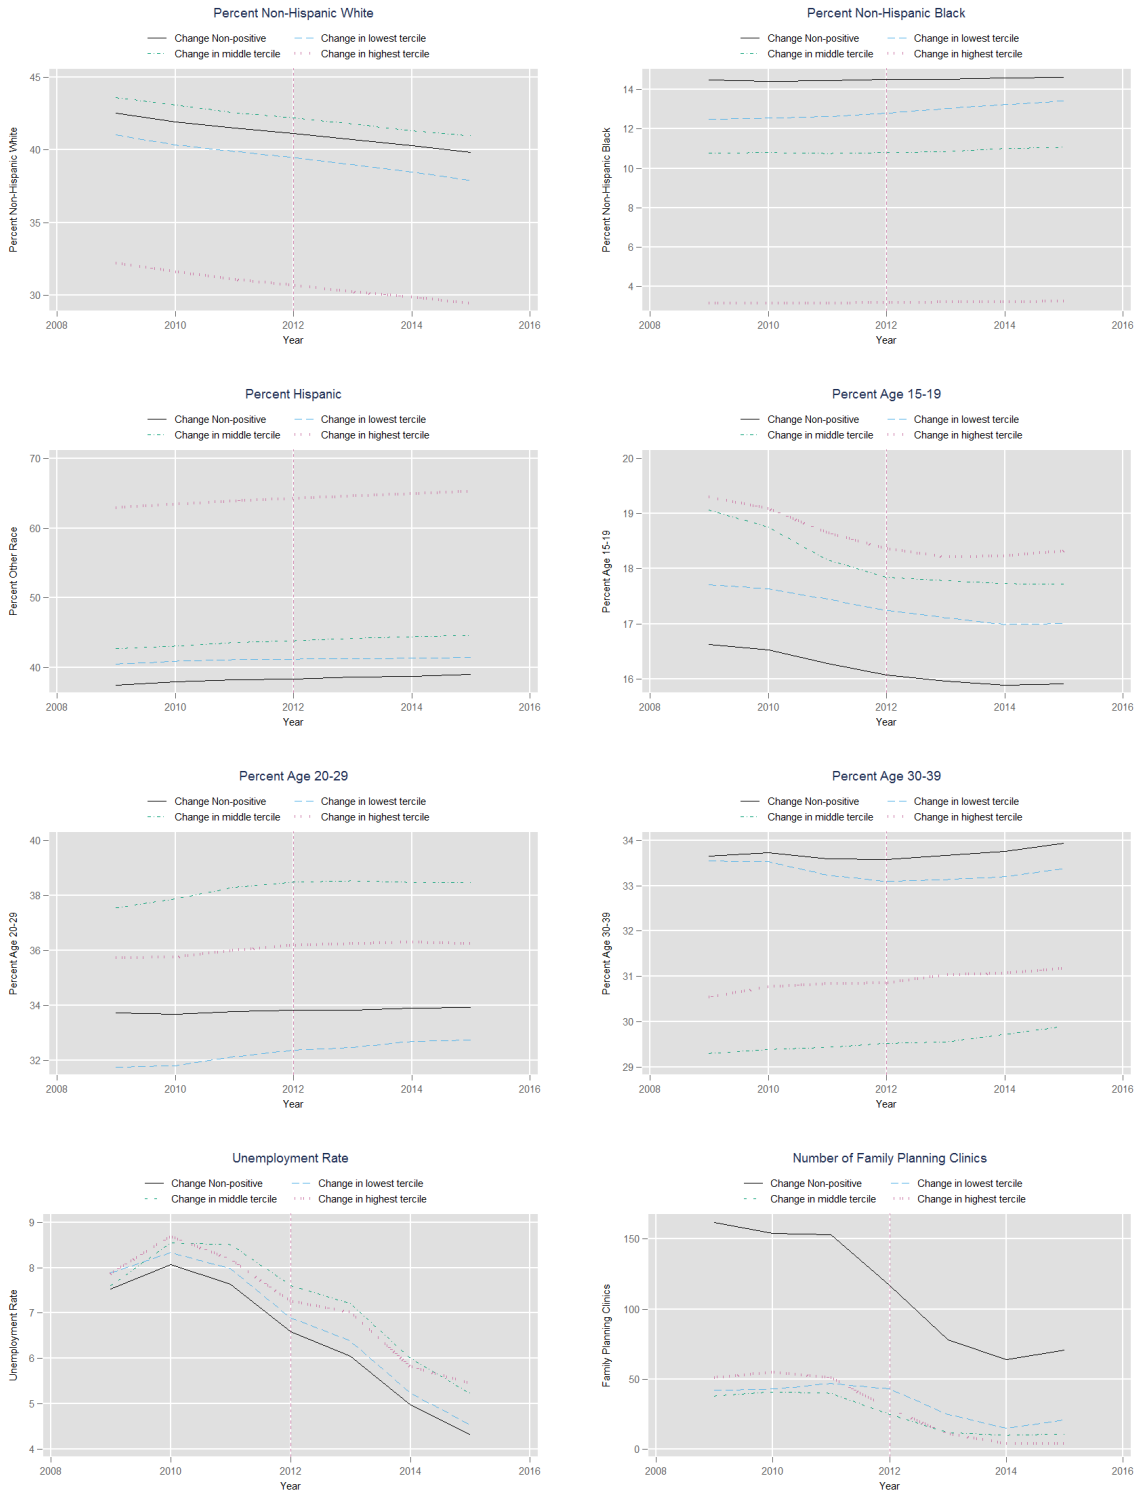 Percent Non-Hispanic White
Change Non-positive
Change in lowest tercile
Change in middle tercile
Change in highest tercile
45
40
35
30
Percent Non-Hispanic White
2008
2010
2012
2014
2016
Year
Percent Non-Hispanic Black
Change Non-positive
Change in lowest tercile
Change in middle tercile
Change in highest tercile
14
12
10
8
6
4
Percent Non-Hispanic Black
2008
2010
2012
2014
2016
Year
Percent Hispanic
Change Non-positive
Change in lowest tercile
Change in middle tercile
Change in highest tercile
70
60
50
40
Percent Other Race
2008
2010
2012
2014
2016
Year
Percent Age 15-19
Change Non-positive
Change in lowest tercile
Change in middle tercile
Change in highest tercile
20
19
18
17
16
Percent Age 15-19
2008
2010
2012
2014
2016
Year
Percent Age 20-29
Change Non-positive
Change in lowest tercile
Change in middle tercile
Change in highest tercile
40
38
36
34
32
Percent Age 20-29
2008
2010
2012
2014
2016
Year
Percent Age 30-39
Change Non-positive
Change in lowest tercile
Change in middle tercile
Change in highest tercile
34
33
32
31
30
29
Percent Age 30-39
2008
2010
2012
2014
2016
Year
Unemployment Rate
Change Non-positive
Change in lowest tercile
Change in middle tercile
Change in highest tercile
9
8
7
6
5
4
Unemployment Rate
2008
2010
2012
2014
2016
Year
Number of Family Planning Clinics
Change Non-positive
Change in lowest tercile
Change in middle tercile
Change in highest tercile
150
100
50
0
Family Planning Clinics
2008
2010
2012
2014
2016
Year